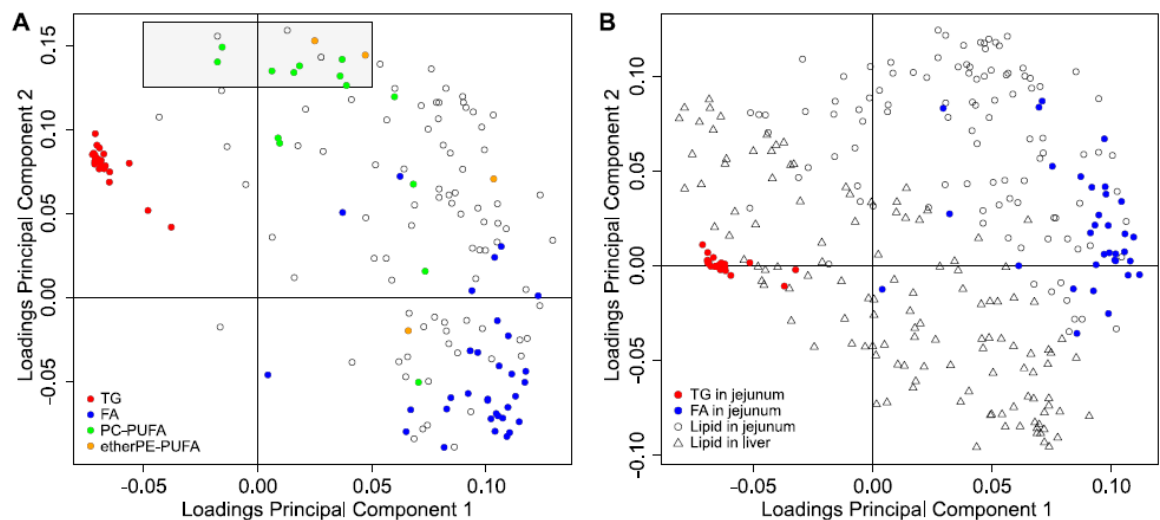 A
Loadings Principal Component 2
0.15
0.10
0.05
0.00
-0.05
TG
FA
PC-PUFA
etherPE-PUFA
-0.05
0.00
0.05
0.10
Loadings Principal Component 1
B
Loadings Principal Component 2
0.10
0.05
0.00
-0.05
-0.10
TG in jejunum
FA in jejunum
Lipid in jejunum
Lipid in liver
-0.05
0.00
0.05
0.10
Loadings Principal Component 1